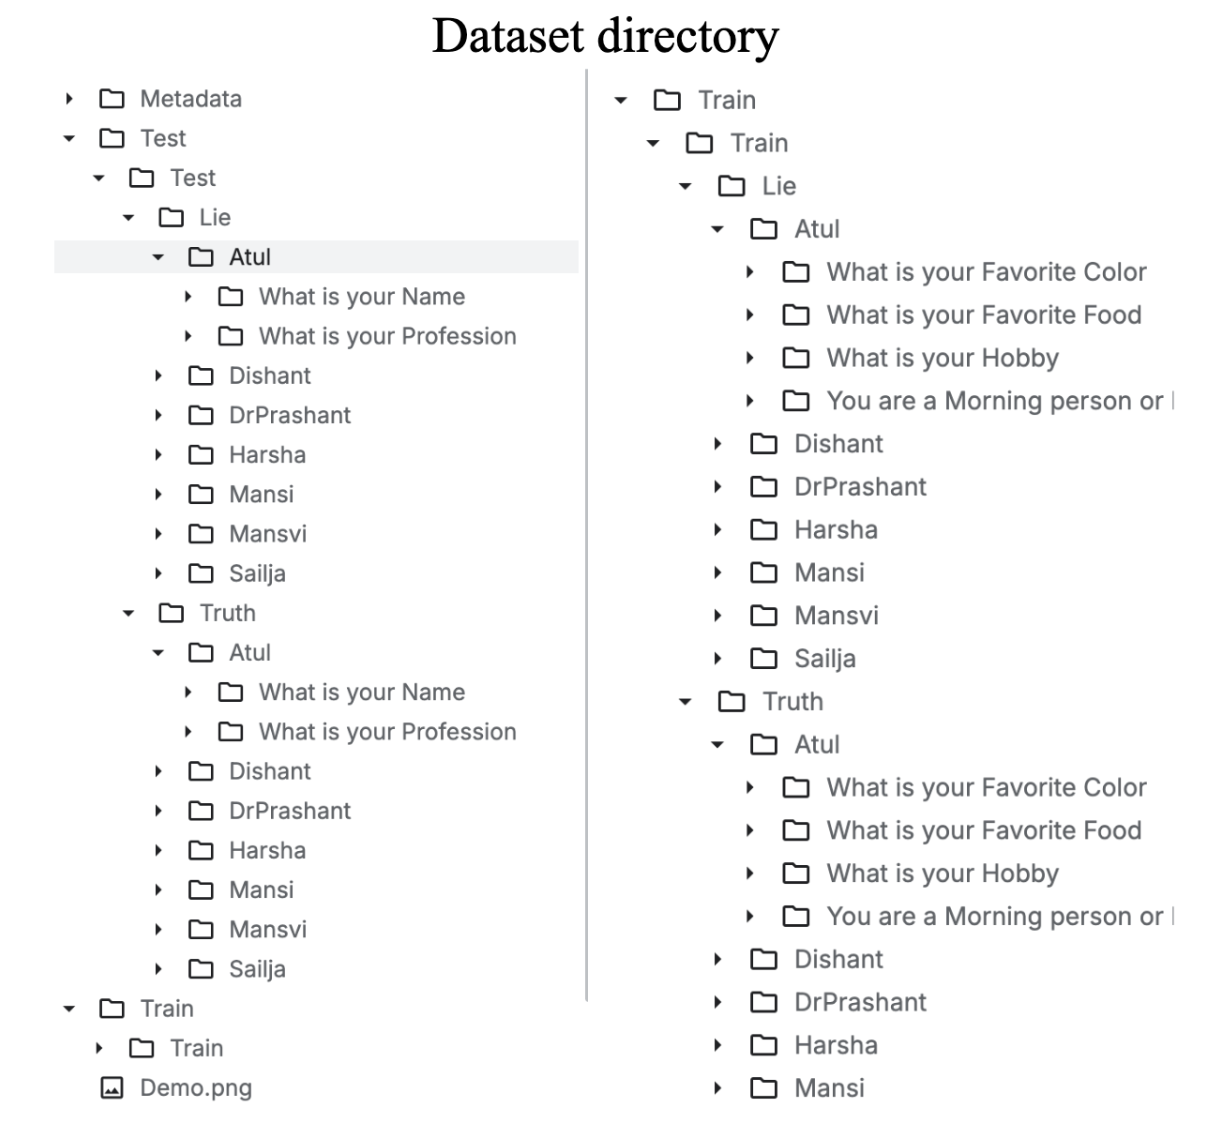 Dataset directory
Metadata
Test
Test
Lie
Atul
What is your Name
What is your Profession
Dishant
DrPrashant
Harsha
Mansi
Mansvi
Sailja
Truth
Atul
What is your Name
What is your Profession
Dishant
DrPrashant
Harsha
Mansi
Mansvi
Sailja
Train
Train
Demo.png
Train
Train
Lie
Atul
What is your Favorite Color
What is your Favorite Food
What is your Hobby
You are a Morning person or
Dishant
DrPrashant
Harsha
Mansi
Mansvi
Sailja
Truth
Atul
What is your Favorite Color
What is your Favorite Food
What is your Hobby
You are a Morning person or
Dishant
DrPrashant
Harsha
Mansi